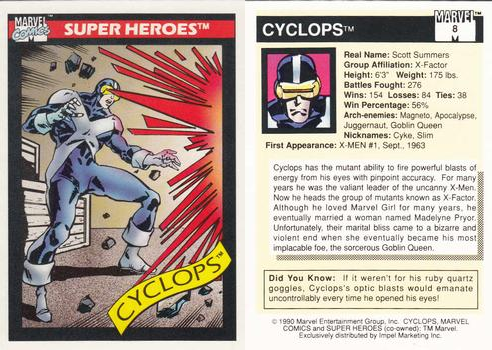 MARVEL COMICS
SUPER HEROES™
CYCLOPS™
CYCLOPS™
MARVEL™
8
Real Name: Scott Summers
Group Affiliation: X-Factor
Height: 6'3" Weight: 175 lbs.
Battles Fought: 276
Wins: 154 Losses: 84 Ties: 38
Win Percentage: 56%
Arch-enemies: Magneto, Apocalypse,
Juggernaut, Goblin Queen
Nicknames: Cyke, Slim
First Appearance: X-MEN #1, Sept., 1963
Cyclops has the mutant ability to fire powerful blasts of
energy from his eyes with pinpoint accuracy. For many
years he was the valiant leader of the uncanny X-Men.
Now he heads the group of mutants known as X-Factor.
Although he loved Marvel Girl for many years, he
eventually married a woman named Madelyne Pryor.
Unfortunately, their marital bliss came to a bizarre and
violent end when she eventually became his most
implacable foe, the sorcerous Goblin Queen.
Did You Know: If it weren't for his ruby quartz
goggles, Cyclops's optic blasts would emanate
uncontrollably every time he opened his eyes!
© 1990 Marvel Entertainment Group, Inc. CYCLOPS, MARVEL
COMICS and SUPER HEROES (co-owned): TM Marvel.
Exclusively distributed by Impel Marketing Inc.